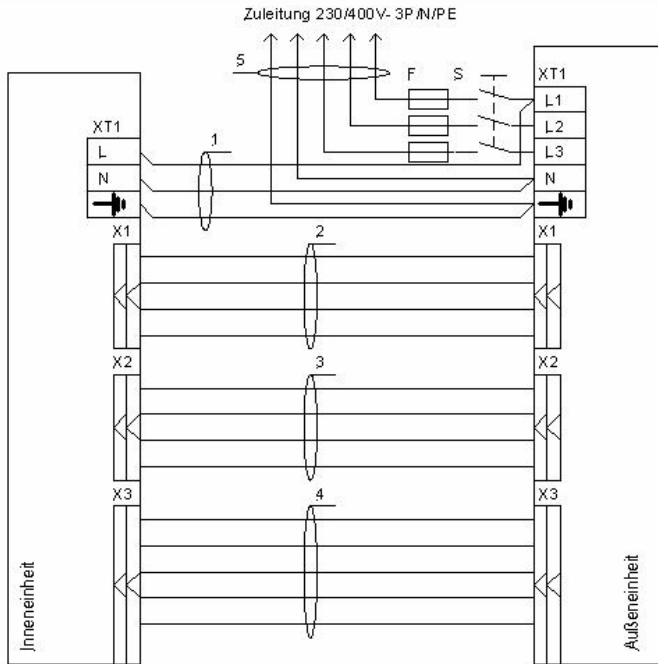 Zuleitung 230/400V- 3P/N/PE
5
F
S
XT1
L1
XT1
L2
L
1
L3
N
N
X1
2
X1
X2
3
X2
X3
4
X3
Jnneneinheit
Außeneinheit